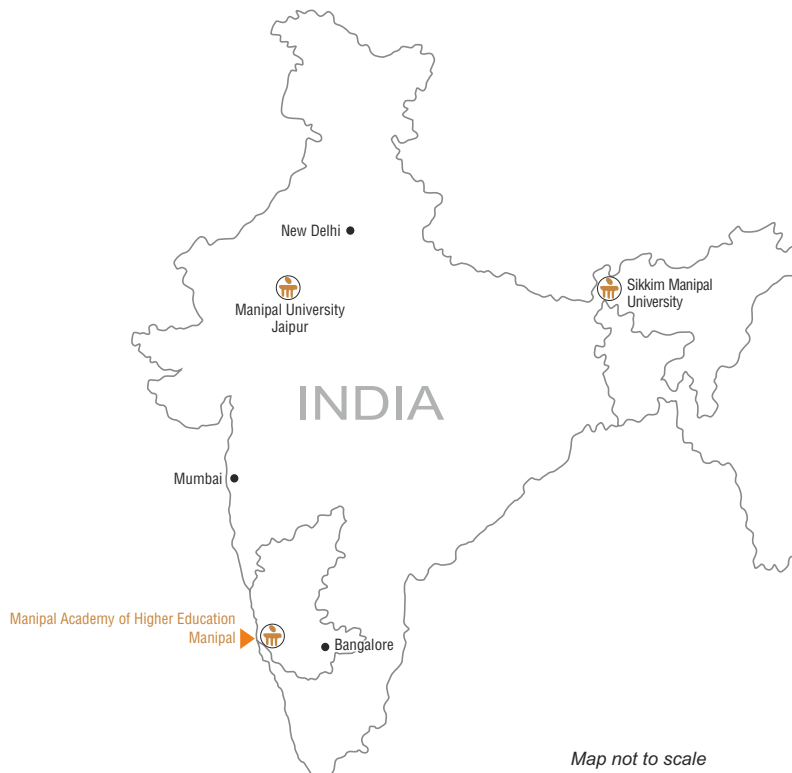 New Delhi
Manipal University
Jaipur
Sikkim Manipal
University
INDIA
Mumbai
Manipal Academy of Higher Education
Manipal
Bangalore
Map not to scale